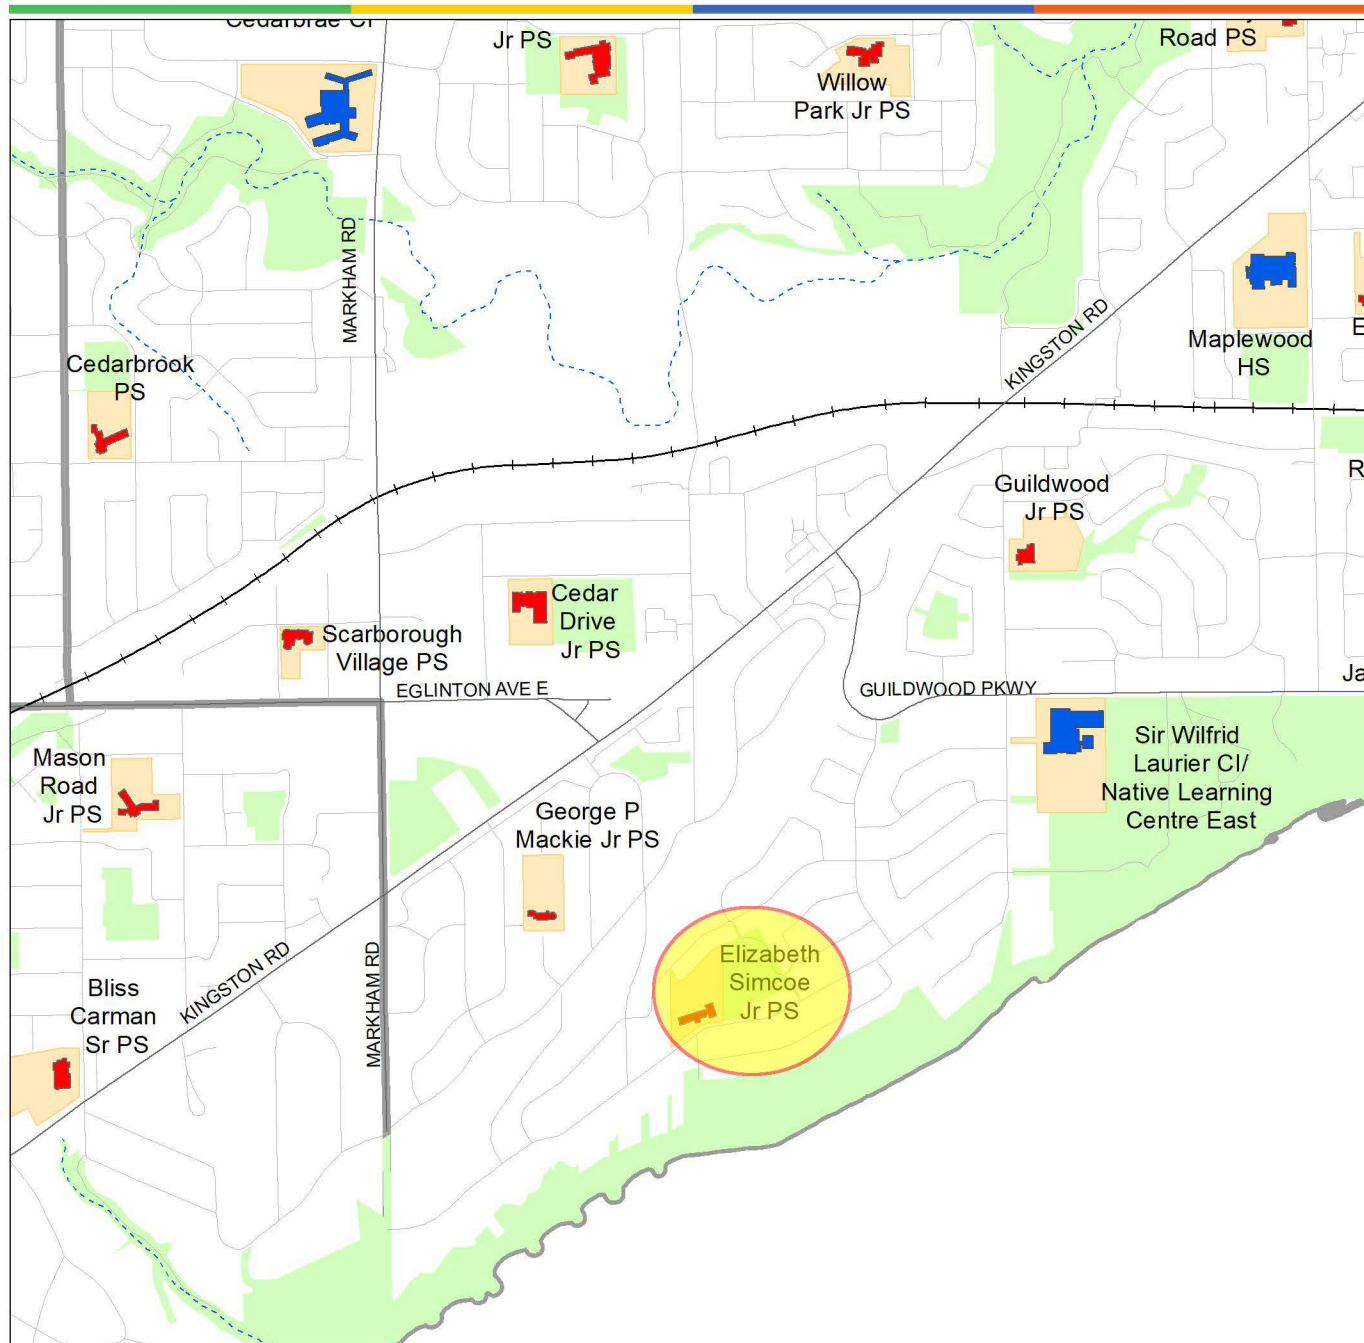 Cedarbrae CI
Jr PS
Willow
Park Jr PS
Road PS
MARKHAM RD
KINGSTON RD
Maplewood
HS
Cedarbrook
PS
Guildwood
Jr PS
Cedar
Drive
Jr PS
Scarborough
Village PS
EGLINTON AVE E
GUILDWOOD PKWY
Ja
Mason
Road
Jr PS
Sir Wilfrid
Laurier CI/
Native Learning
Centre East
George P
Mackie Jr PS
Elizabeth
Simcoe
Jr PS
KINGSTON RD
MARKHAM RD
Bliss
Carman
Sr PS